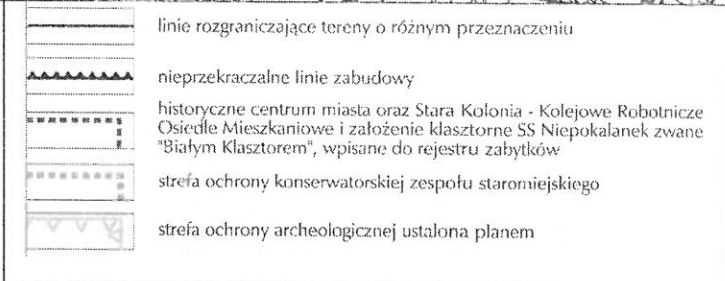 linie rozgraniczające tereny o różnym przeznaczeniu
nieprzekraczalne linie zabudowy
historyczne centrum miasta oraz Stara Kolonia - Kolejowe Robotnicze
Osiedle Mieszkaniowe i założenie klasztorne SS Niepokalanek zwane
"Białym Klasztorem", wpisane do rejestru zabytków
strefa ochrony konserwatorskiej zespołu staromiejskiego
strefa ochrony archeologicznej ustalona planem